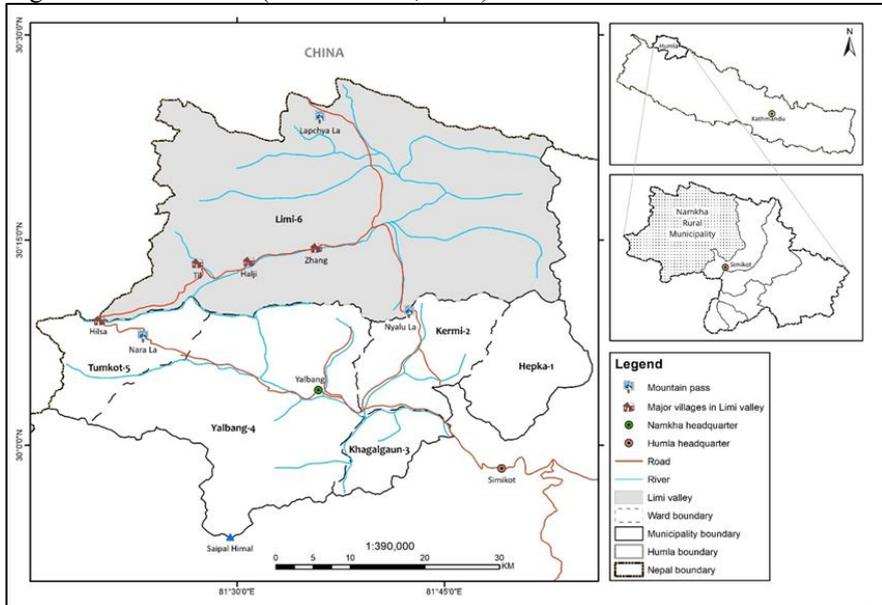 CHINA
Lapchya La
Limi-6
Til
Halji
Zhang
Hilsa
Nara La
Nyalu La
Kermi-2
Hepka-1
Tumkot-5
Yalbang
Yalbang-4
Khagalgaun-3
Simikot
Saipal Himal
1:390,000
0 5 10 20 30
KM
30°30'0"N
30°15'0"N
30°0'0"N
81°30'0"E
81°45'0"E
N
Humla
Kathmandu
Namkha
Rural
Municipality
Simikot
Legend
Mountain pass
Major villages in Limi valley
Namkha headquarter
Humla headquarter
Road
River
Limi valley
Ward boundary
Municipality boundary
Humla boundary
Nepal boundary